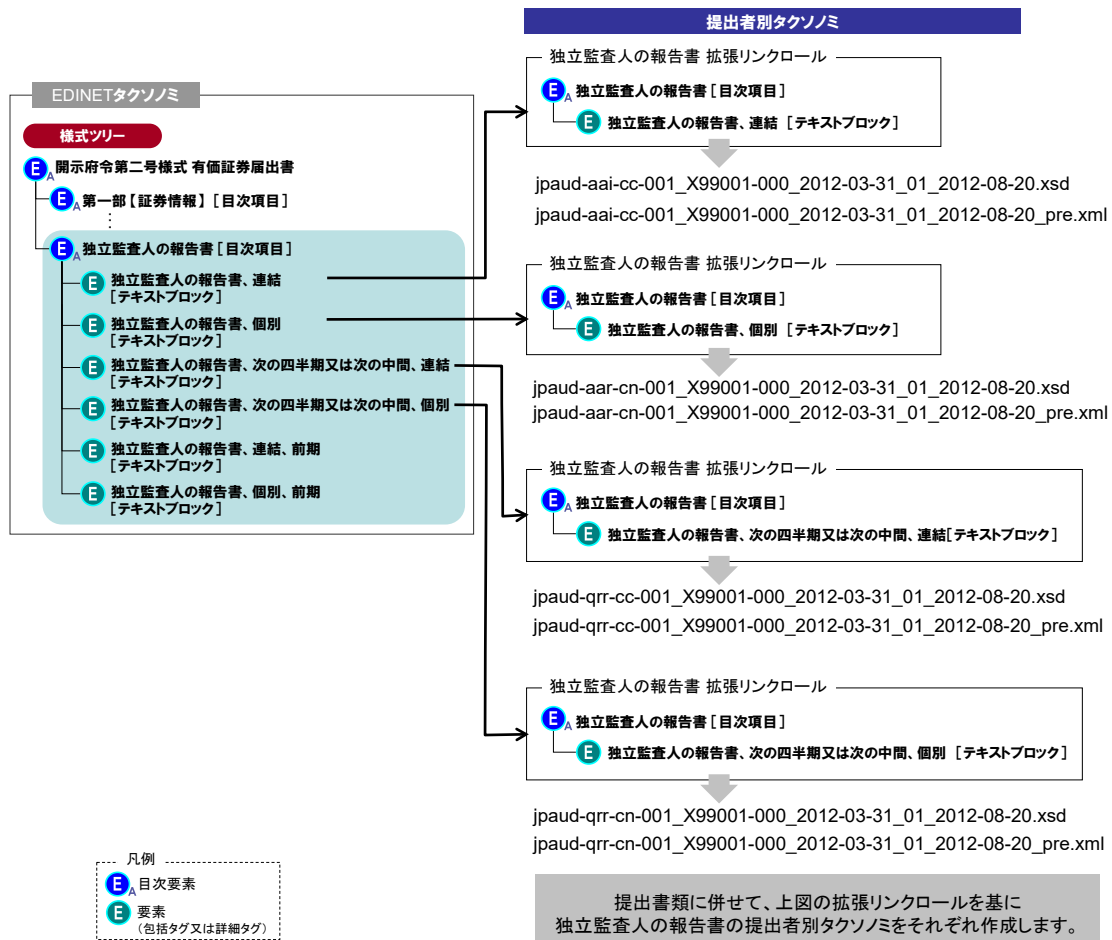 EDINETタクソノミ
様式ツリー
E A 開示府令第二号様式 有価証券届出書
E A 第一部【証券情報】 [目次項目]
⋮
E A 独立監査人の報告書[目次項目]
E 独立監査人の報告書、連結
[テキストブロック]
E 独立監査人の報告書、個別
[テキストブロック]
E 独立監査人の報告書、次の四半期又は次の中間、連結
[テキストブロック]
E 独立監査人の報告書、次の四半期又は次の中間、個別
[テキストブロック]
E 独立監査人の報告書、連結、前期
[テキストブロック]
E 独立監査人の報告書、個別、前期
[テキストブロック]
凡例
E A 目次要素
E 要素
(包括タグ又は詳細タグ)
提出者別タクソノミ
独立監査人の報告書 拡張リンクロール
E A 独立監査人の報告書[目次項目]
E 独立監査人の報告書、連結 [テキストブロック]
jpaud-aai-cc-001_X99001-000_2012-03-31_01_2012-08-20.xsd
jpaud-aai-cc-001_X99001-000_2012-03-31_01_2012-08-20_pre.xml
独立監査人の報告書 拡張リンクロール
E A 独立監査人の報告書[目次項目]
E 独立監査人の報告書、個別 [テキストブロック]
jpaud-aar-cn-001_X99001-000_2012-03-31_01_2012-08-20.xsd
jpaud-aar-cn-001_X99001-000_2012-03-31_01_2012-08-20_pre.xml
独立監査人の報告書 拡張リンクロール
E A 独立監査人の報告書[目次項目]
E 独立監査人の報告書、次の四半期又は次の中間、連結[テキストブロック]
jpaud-qrr-cc-001_X99001-000_2012-03-31_01_2012-08-20.xsd
jpaud-qrr-cc-001_X99001-000_2012-03-31_01_2012-08-20_pre.xml
独立監査人の報告書 拡張リンクロール
E A 独立監査人の報告書[目次項目]
E 独立監査人の報告書、次の四半期又は次の中間、個別 [テキストブロック]
jpaud-qrr-cn-001_X99001-000_2012-03-31_01_2012-08-20.xsd
jpaud-qrr-cn-001_X99001-000_2012-03-31_01_2012-08-20_pre.xml
提出書類に併せて、上図の拡張リンクロールを基に
独立監査人の報告書の提出者別タクソノミをそれぞれ作成します。